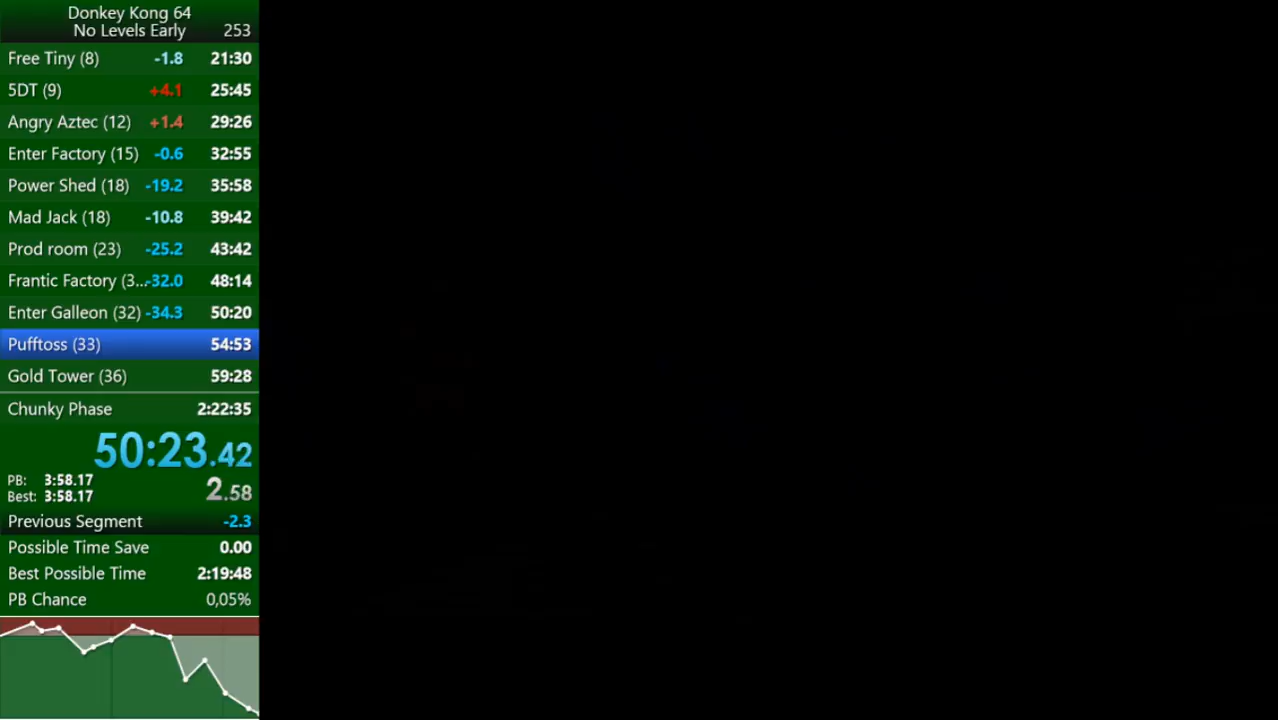 Donkey Kong 64
No Levels Early 253
Free Tiny (8) -1.8 21:30
5DT (9) +4.1 25:45
Angry Aztec (12) +1.4 29:26
Enter Factory (15) -0.6 32:55
Power Shed (18) -19.2 35:58
Mad Jack (18) -10.8 39:42
Prod room (23) -25.2 43:42
Frantic Factory (3... -32.0 48:14
Enter Galleon (32) -34.3 50:20
Pufftoss (33) 54:53
Gold Tower (36) 59:28
Chunky Phase 2:22:35
50:23.42
PB: 3:58.17
Best: 3:58.17 2.58
Previous Segment -2.3
Possible Time Save 0.00
Best Possible Time 2:19:48
PB Chance 0,05%